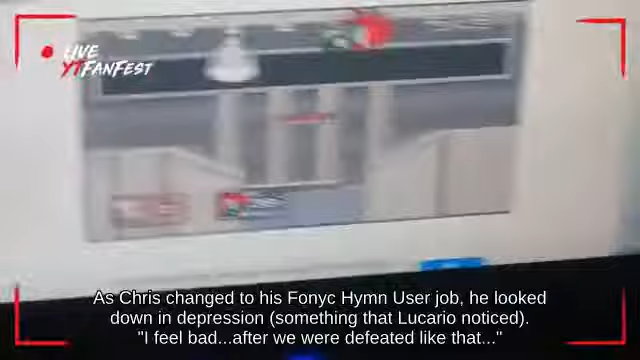 LIVE
YTFANFEST
As Chris changed to his Fonyc Hymn User job, he looked
down in depression (something that Lucario noticed).
"I feel bad...after we were defeated like that..."